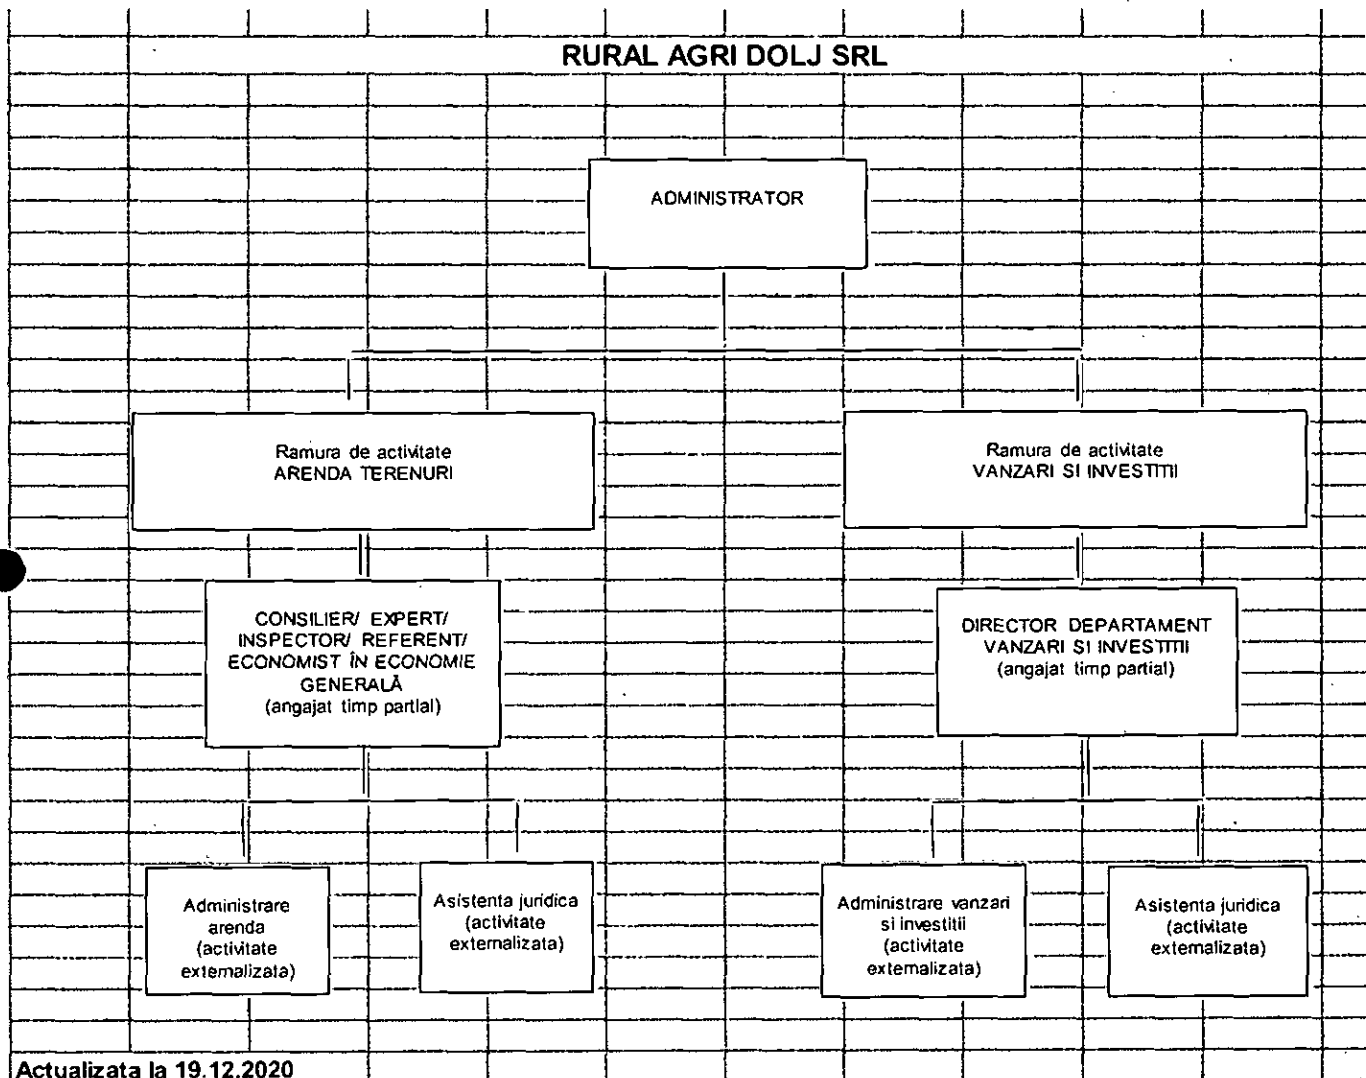 RURAL AGRI DOLJ SRL
ADMINISTRATOR
Ramura de activitate
ARENDA TERENURI
Ramura de activitate
VANZARI SI INVESTITII
CONSILIER/ EXPERT/
INSPECTOR/ REFERENT/
ECONOMIST ÎN ECONOMIE
GENERALĂ
(angajat timp partial)
DIRECTOR DEPARTAMENT
VANZARI SI INVESTITII
(angajat timp partial)
Administrare
arenda
(activitate
externalizata)
Asistenta juridica
(activitate
externalizata)
Administrare vanzari
si investitii
(activitate
externalizata)
Asistenta juridica
(activitate
externalizata)
Actualizata la 19.12.2020